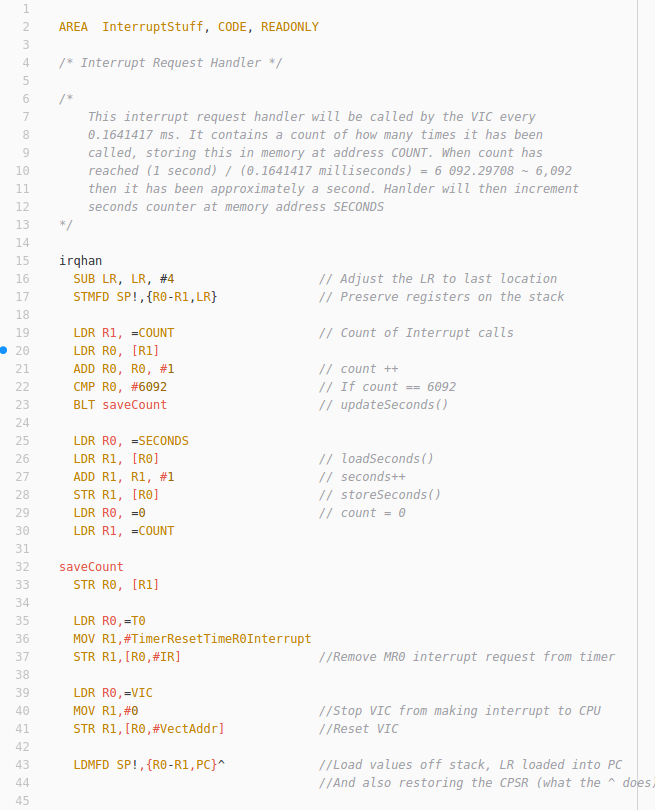 1
2 AREA  InterruptStuff, CODE, READONLY
3
4 /* Interrupt Request Handler */
5
6 /*
7     This interrupt request handler will be called by the VIC every
8     0.1641417 ms. It contains a count of how many times it has been
9     called, storing this in memory at address COUNT. When count has
10     reached (1 second) / (0.1641417 milliseconds) = 6 092.29708 ~ 6,092
11     then it has been approximately a second. Hanlder will then increment
12     seconds counter at memory address SECONDS
13 */
14
15 irqhan
16   SUB LR, LR, #4                    // Adjust the LR to last location
17   STMFD SP!,{R0-R1,LR}              // Preserve registers on the stack
18
19   LDR R1, =COUNT                    // Count of Interrupt calls
20   LDR R0, [R1]
21   ADD R0, R0, #1                    // count ++
22   CMP R0, #6092                     // If count == 6092
23   BLT saveCount                     // updateSeconds()
24
25   LDR R0, =SECONDS
26   LDR R1, [R0]                      // loadSeconds()
27   ADD R1, R1, #1                    // seconds++
28   STR R1, [R0]                      // storeSeconds()
29   LDR R0, =0                        // count = 0
30   LDR R1, =COUNT
31
32 saveCount
33   STR R0, [R1]
34
35   LDR R0,=T0
36   MOV R1,#TimerResetTimeR0Interrupt
37   STR R1,[R0,#IR]                   //Remove MR0 interrupt request from timer
38
39   LDR R0,=VIC
40   MOV R1,#0                         //Stop VIC from making interrupt to CPU
41   STR R1,[R0,#VectAddr]             //Reset VIC
42
43   LDMFD SP!,{R0-R1,PC}^             //Load values off stack, LR loaded into PC
44                                     //And also restoring the CPSR (what the ^ does)
45